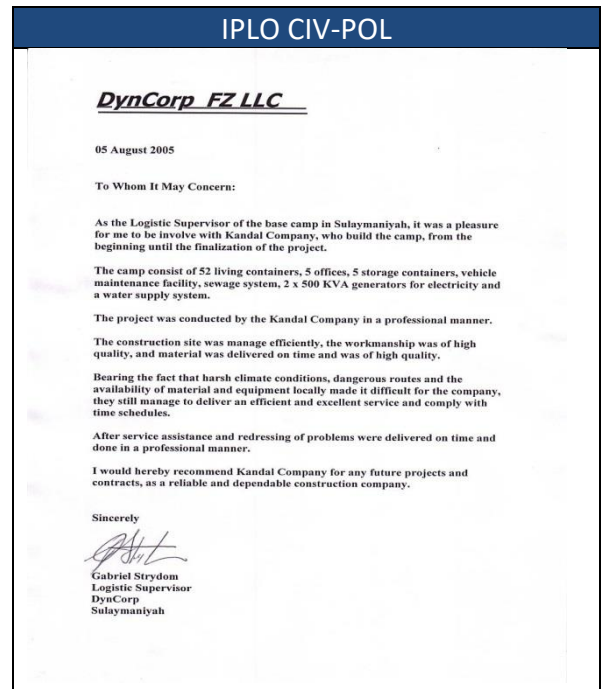 IPLO CIV-POL
DynCorp FZ LLC
05 August 2005
To Whom It May Concern:
As the Logistic Supervisor of the base camp in Sulaymaniyah, it was a pleasure
for me to be involve with Kandal Company, who build the camp, from the
beginning until the finalization of the project.
The camp consist of 52 living containers, 5 offices, 5 storage containers, vehicle
maintenance facility, sewage system, 2 x 500 KVA generators for electricity and
a water supply system.
The project was conducted by the Kandal Company in a professional manner.
The construction site was manage efficiently, the workmanship was of high
quality, and material was delivered on time and was of high quality.
Bearing the fact that harsh climate conditions, dangerous routes and the
availability of material and equipment locally made it difficult for the company,
they still manage to deliver an efficient and excellent service and comply with
time schedules.
After service assistance and redressing of problems were delivered on time and
done in a professional manner.
I would hereby recommend Kandal Company for any future projects and
contracts, as a reliable and dependable construction company.
Sincerely
Gabriel Strydom
Logistic Supervisor
DynCorp
Sulaymaniyah